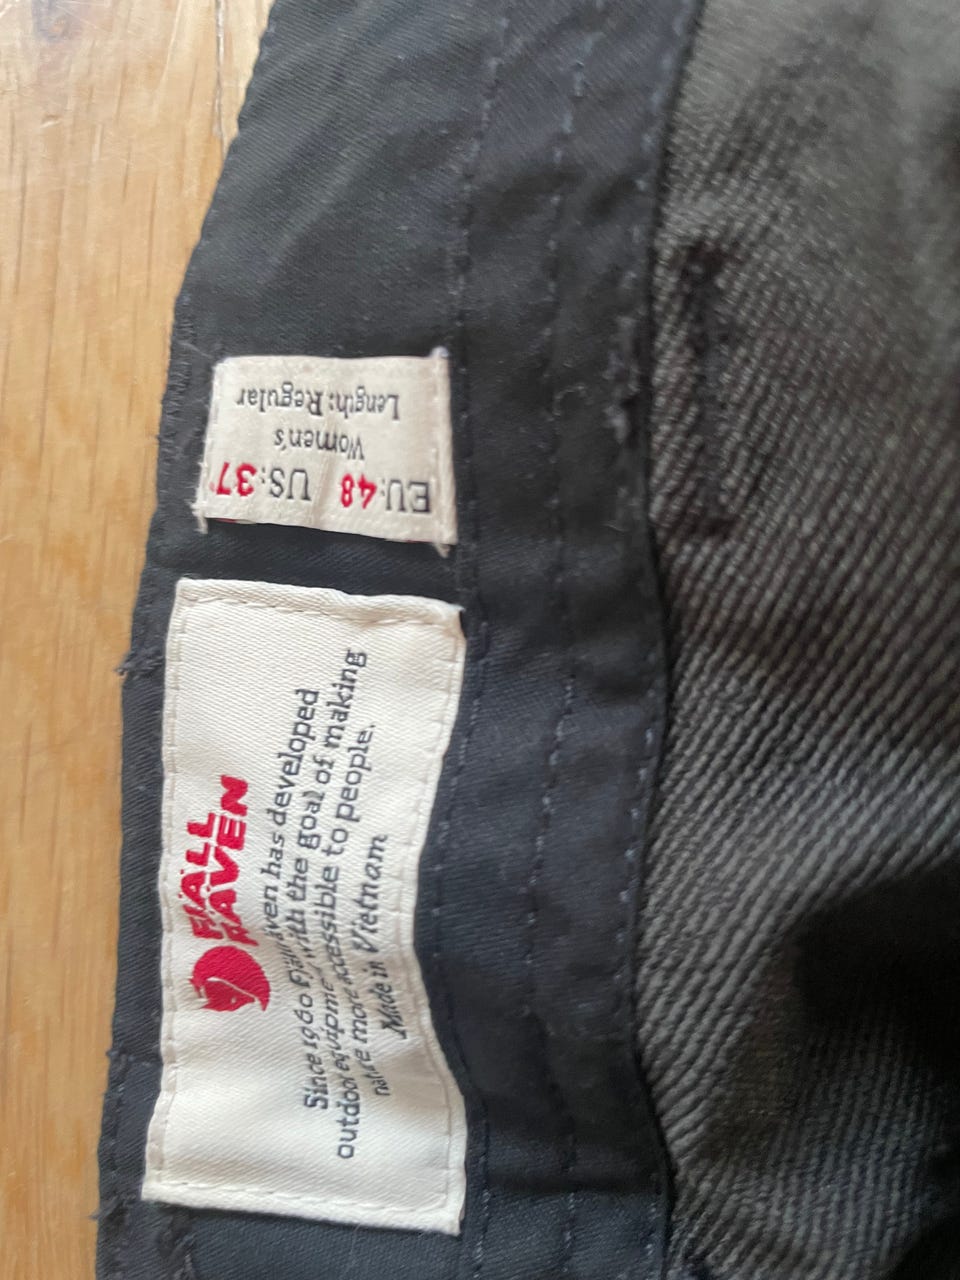 FJÄLL
RÄVEN
Since 1960 Fjällräven has developed
outdoor equipment with the goal of making
nature more accessible to people.
Made in Vietnam
EU:48 US:37
Women's
Length: Regular